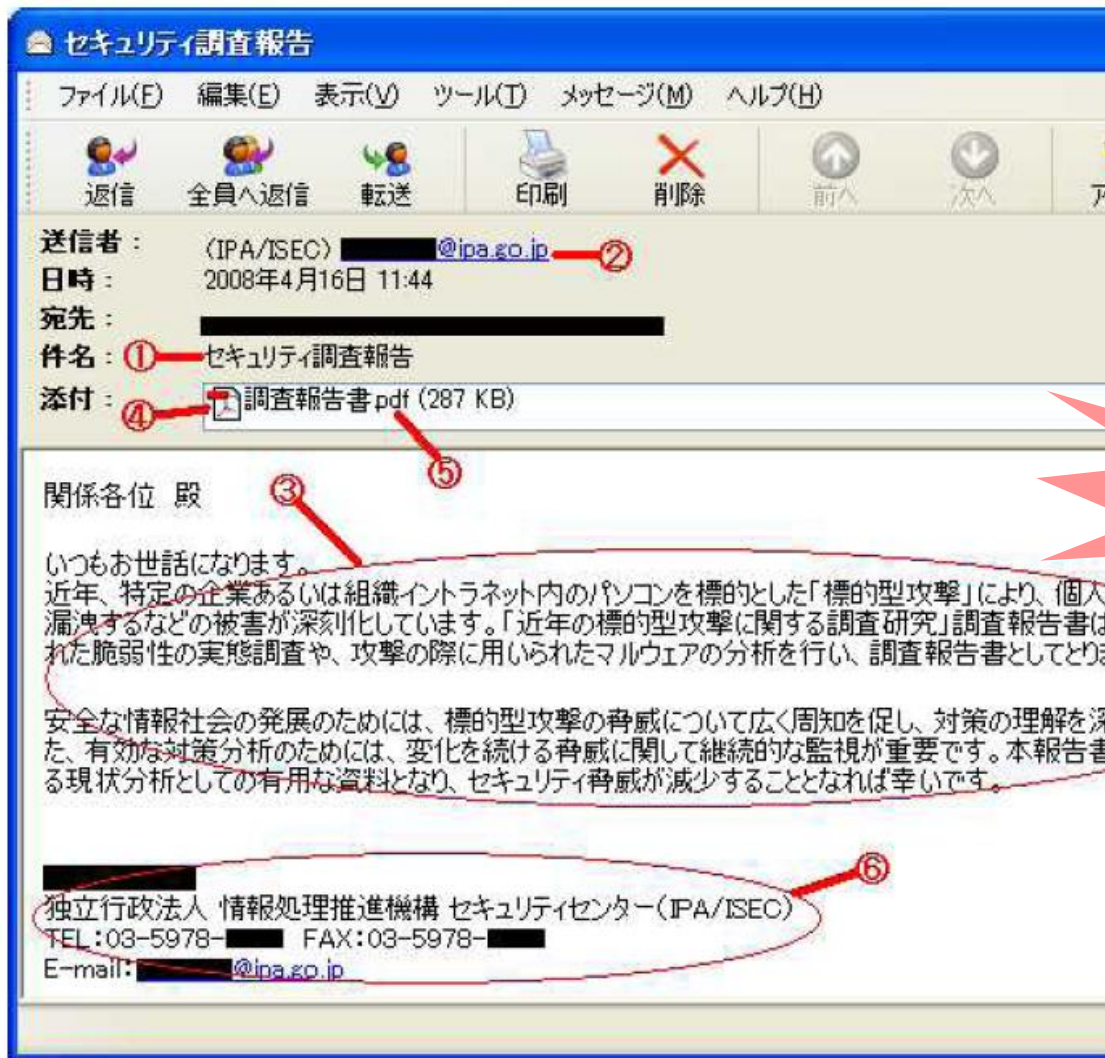 セキュリティ調査報告
ファイル(F) 編集(E) 表示(V) ツール(T) メッセージ(M) ヘルプ(H)
返信 全員へ返信 転送 印刷 削除 前へ 次へ ア
送信者: (IPA/ISEC) @ipa.go.jp ②
日時: 2008年4月16日 11:44
宛先:
件名: ① セキュリティ調査報告
添付: ④ 調査報告書.pdf (287 KB)
⑤
関係各位 殿 ③
いつもお世話になります。
近年、特定の企業あるいは組織イントラネット内のパソコンを標的とした「標的型攻撃」により、個人
漏洩するなどの被害が深刻化しています。「近年の標的型攻撃に関する調査研究」調査報告書は
れた脆弱性の実態調査や、攻撃の際に用いられたマルウェアの分析を行い、調査報告書としてとりま
安全な情報社会の発展のためには、標的型攻撃の脅威について広く周知を促し、対策の理解を深
た、有効な対策分析のためには、変化を続ける脅威に関して継続的な監視が重要です。本報告書
る現状分析としての有用な資料となり、セキュリティ脅威が減少することとなれば幸いです。
⑥
独立行政法人 情報処理推進機構 セキュリティセンター(IPA/ISEC)
TEL:03-5978- FAX:03-5978-
E-mail: @ipa.go.jp